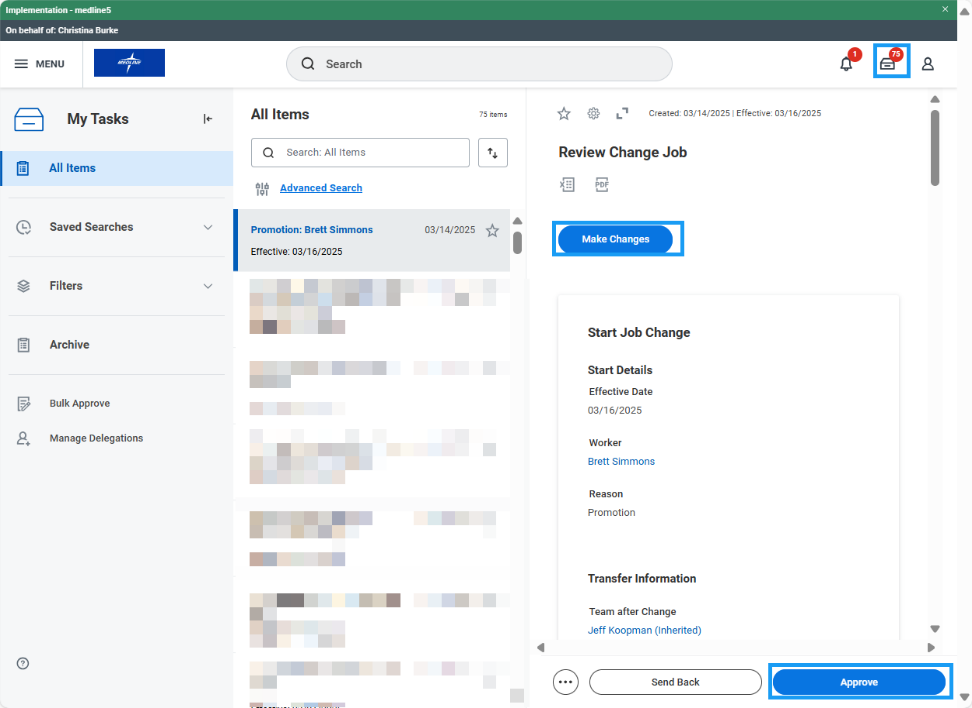 Implementation - medline5
On behalf of: Christina Burke
MENU
MEDLINE
Search
1
75
My Tasks
All Items
Saved Searches
Filters
Archive
Bulk Approve
Manage Delegations
All Items
75 items
Search: All Items
Advanced Search
Promotion: Brett Simmons 03/14/2025
Effective: 03/16/2025
Created: 03/14/2025 | Effective: 03/16/2025
Review Change Job
PDF
Make Changes
Start Job Change
Start Details
Effective Date
03/16/2025
Worker
Brett Simmons
Reason
Promotion
Transfer Information
Team after Change
Jeff Koopman (Inherited)
Send Back
Approve